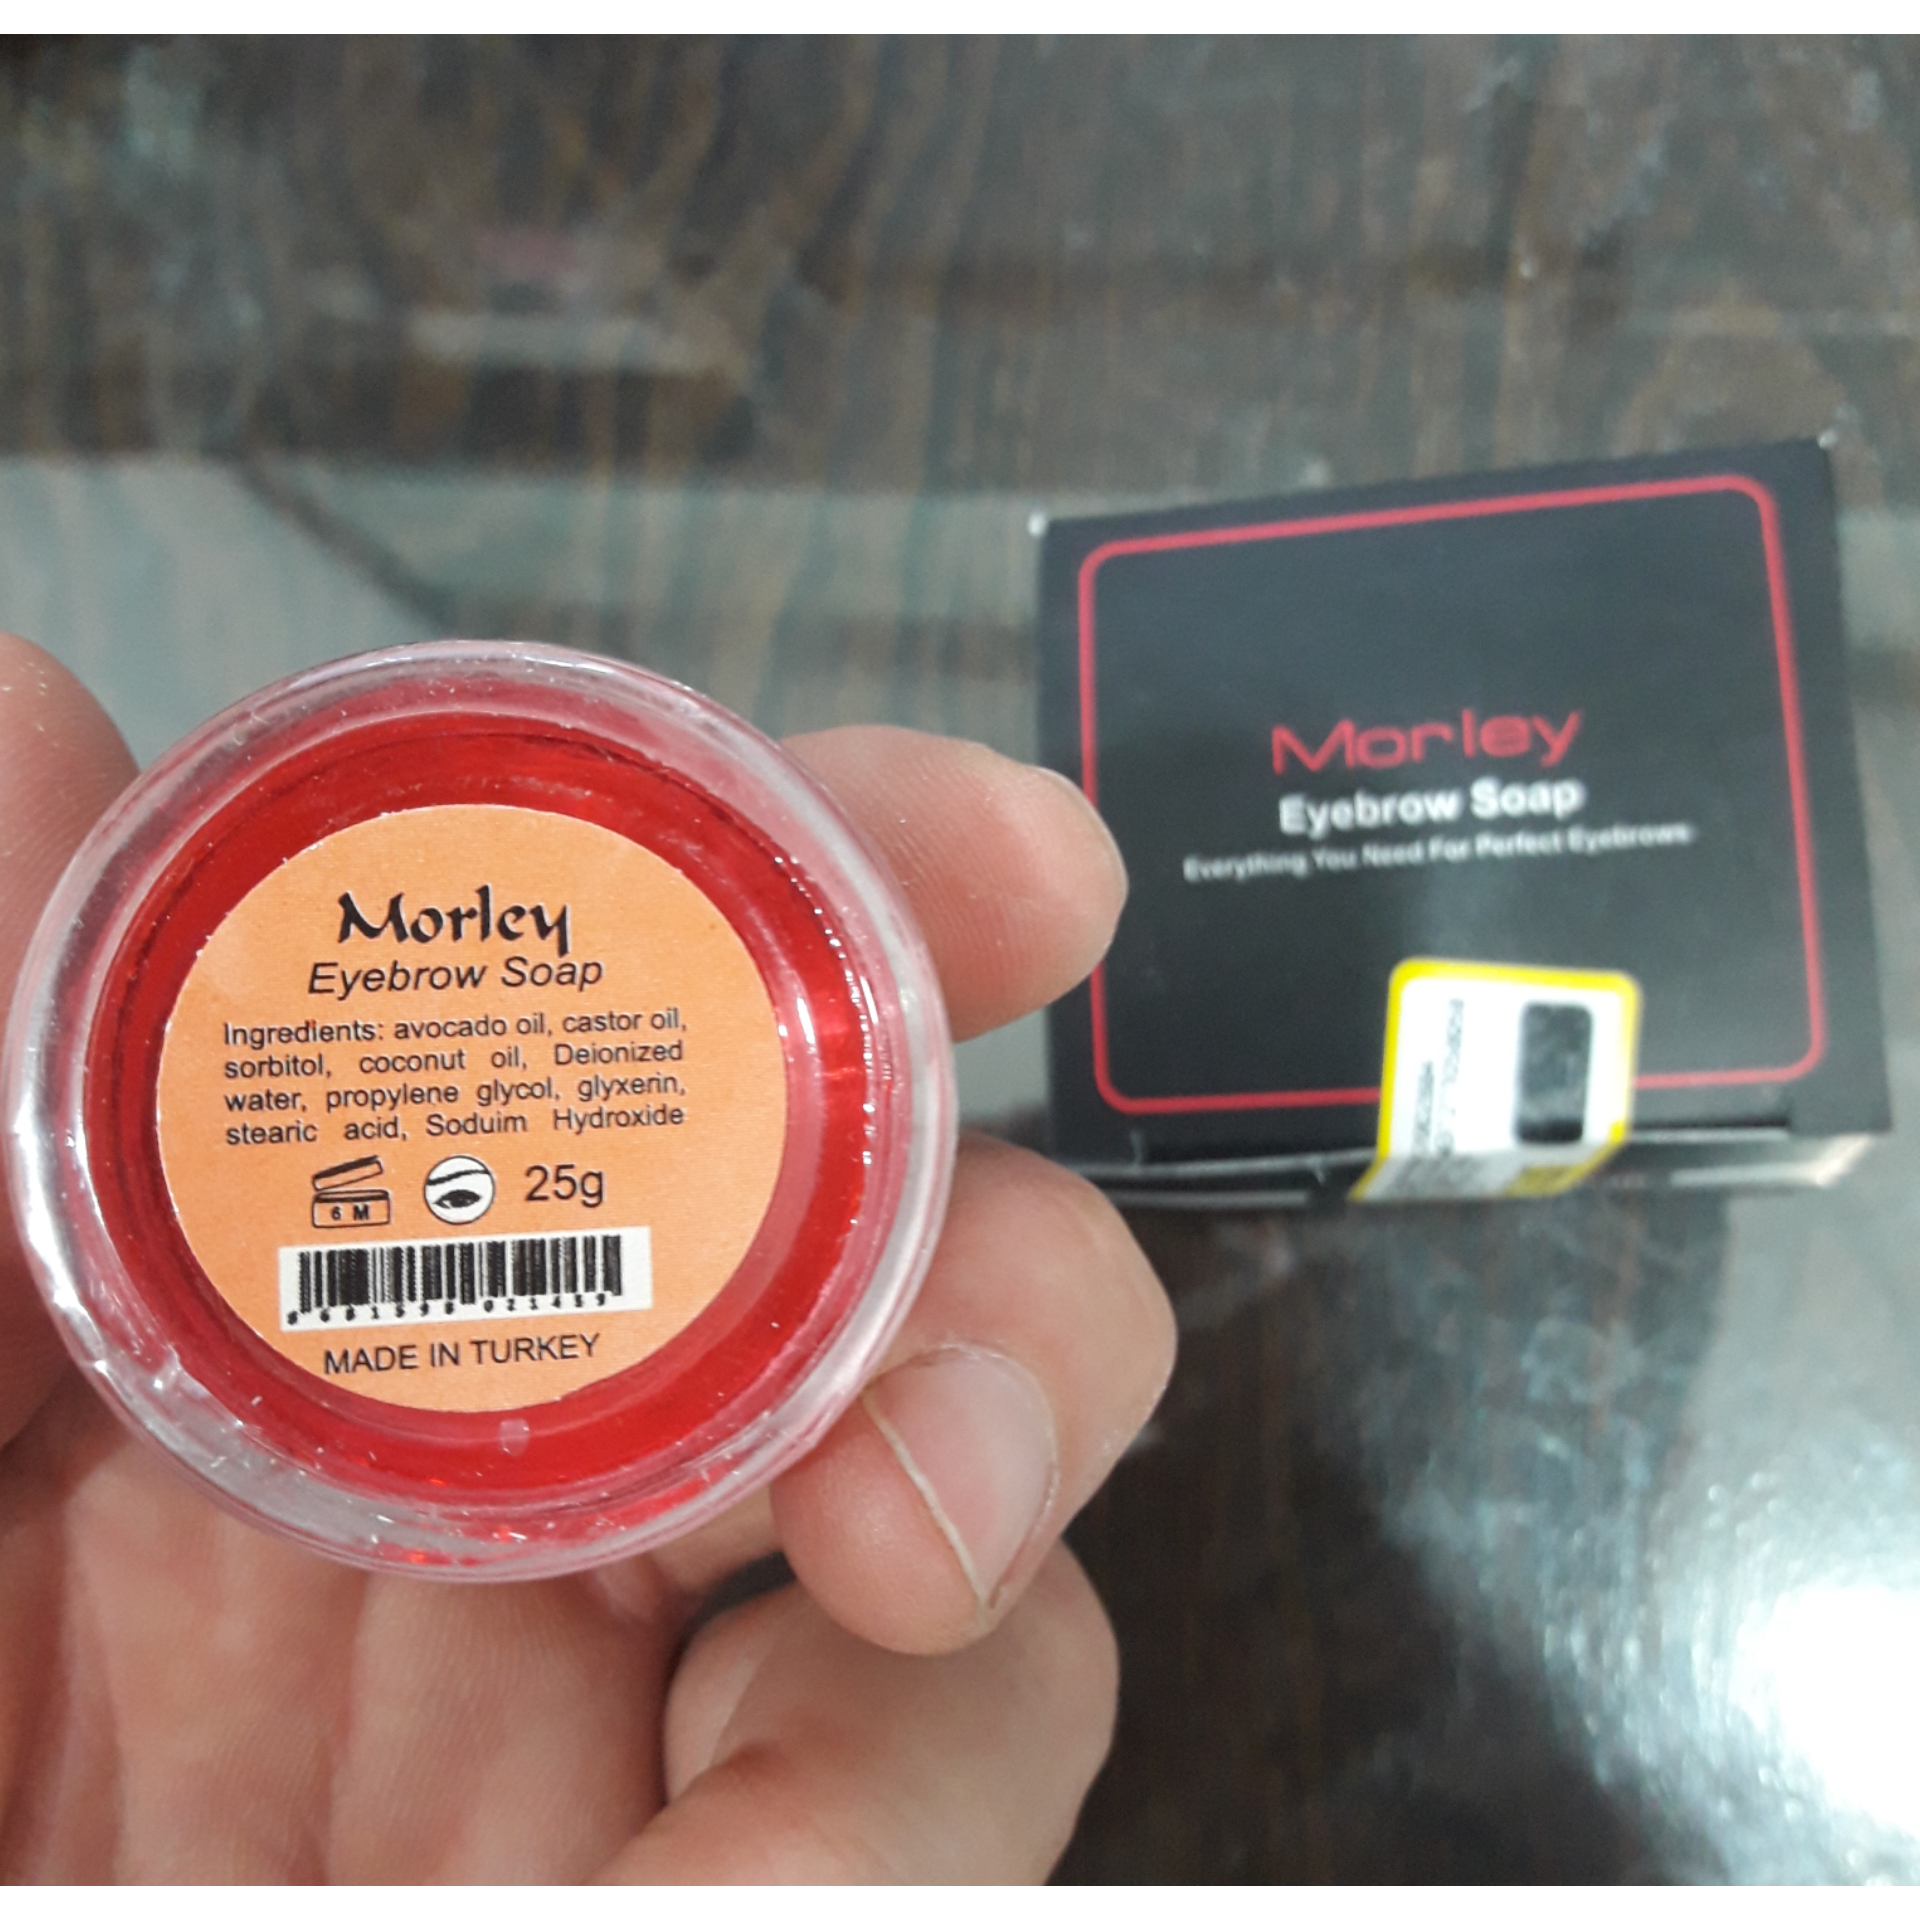 Morley
Eyebrow Soap
Ingredients: avocado oil, castor oil,
sorbitol, coconut oil, Deionized
water, propylene glycol, glyxerin,
stearic acid, Soduim Hydroxide
6 M
25g
MADE IN TURKEY
Morley
Eyebrow Soap
Everything You Need For Perfect Eyebrows